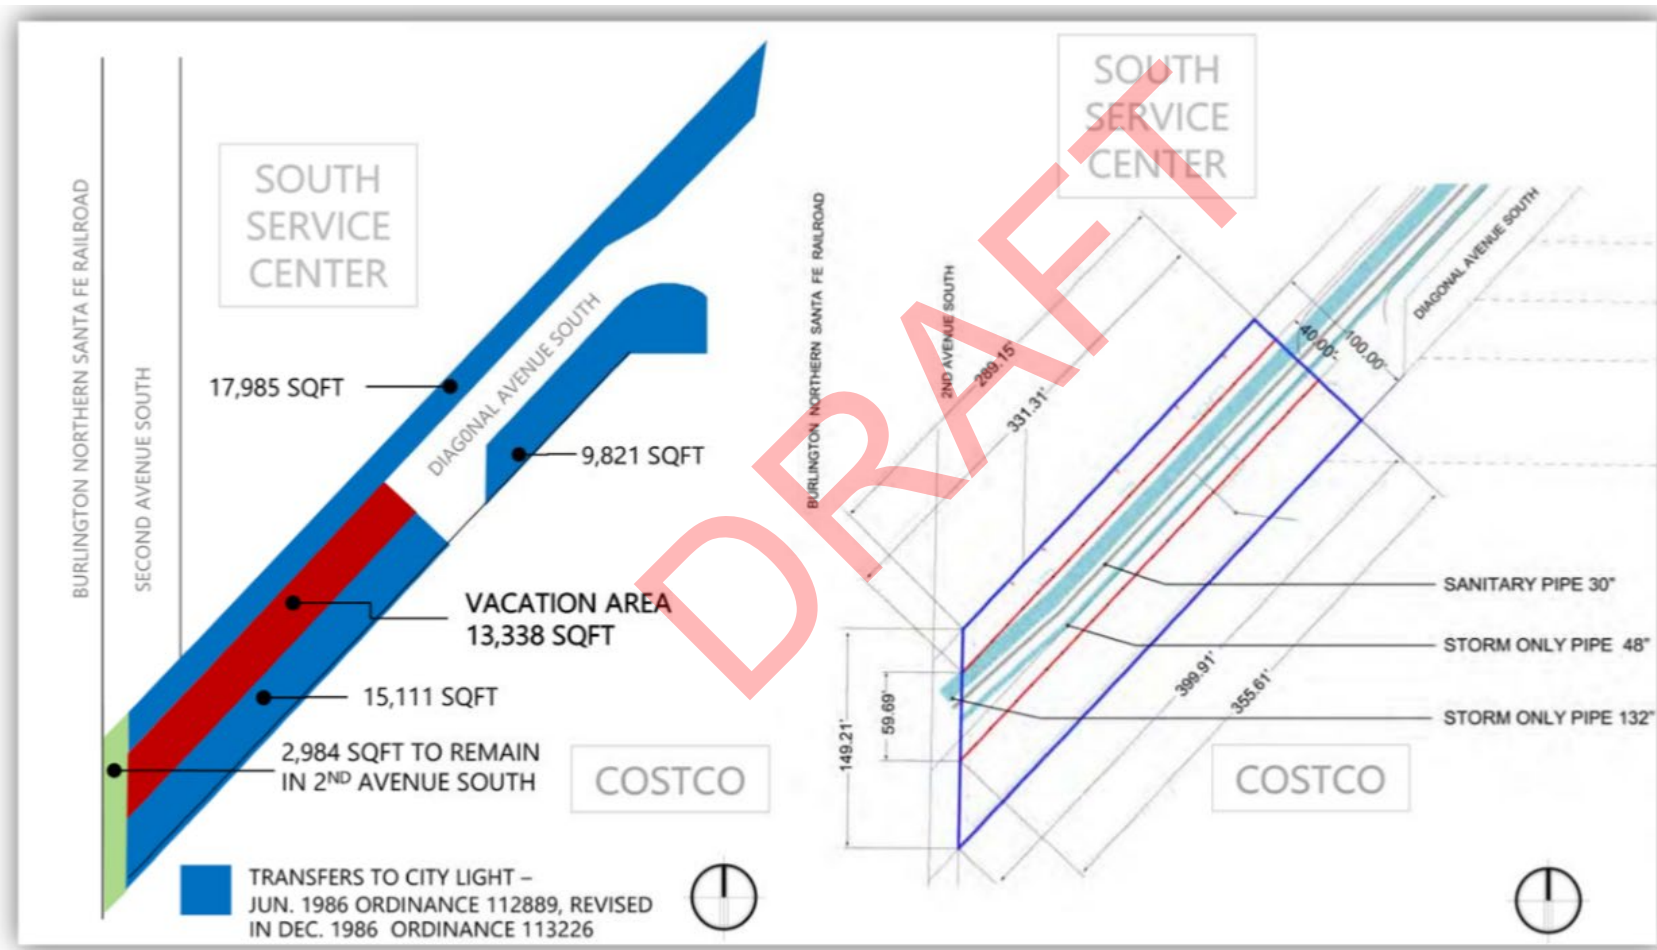 BURLINGTON NORTHERN SANTA FE RAILROAD
SECOND AVENUE SOUTH
SOUTH
SERVICE
CENTER
17,985 SQFT
DIAGONAL AVENUE SOUTH
9,821 SQFT
VACATION AREA
13,338 SQFT
15,111 SQFT
2,984 SQFT TO REMAIN
IN 2ND AVENUE SOUTH
COSTCO
TRANSFERS TO CITY LIGHT –
JUN. 1986 ORDINANCE 112889, REVISED
IN DEC. 1986 ORDINANCE 113226
DRAFT
SOUTH
SERVICE
CENTER
BURLINGTON NORTHERN SANTA FE RAILROAD
2ND AVENUE SOUTH
289.15'
331.31'
40.00'
100.00'
DIAGONAL AVENUE SOUTH
SANITARY PIPE 30"
STORM ONLY PIPE 48"
STORM ONLY PIPE 132"
149.21'
59.69'
399.91'
355.61'
COSTCO